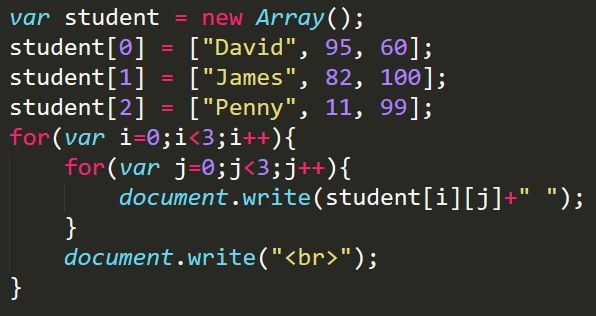 var student = new Array();
student[0] = ["David", 95, 60];
student[1] = ["James", 82, 100];
student[2] = ["Penny", 11, 99];
for(var i=0;i<3;i++){
    for(var j=0;j<3;j++){
        document.write(student[i][j]+" ");
    }
    document.write("<br>");
}